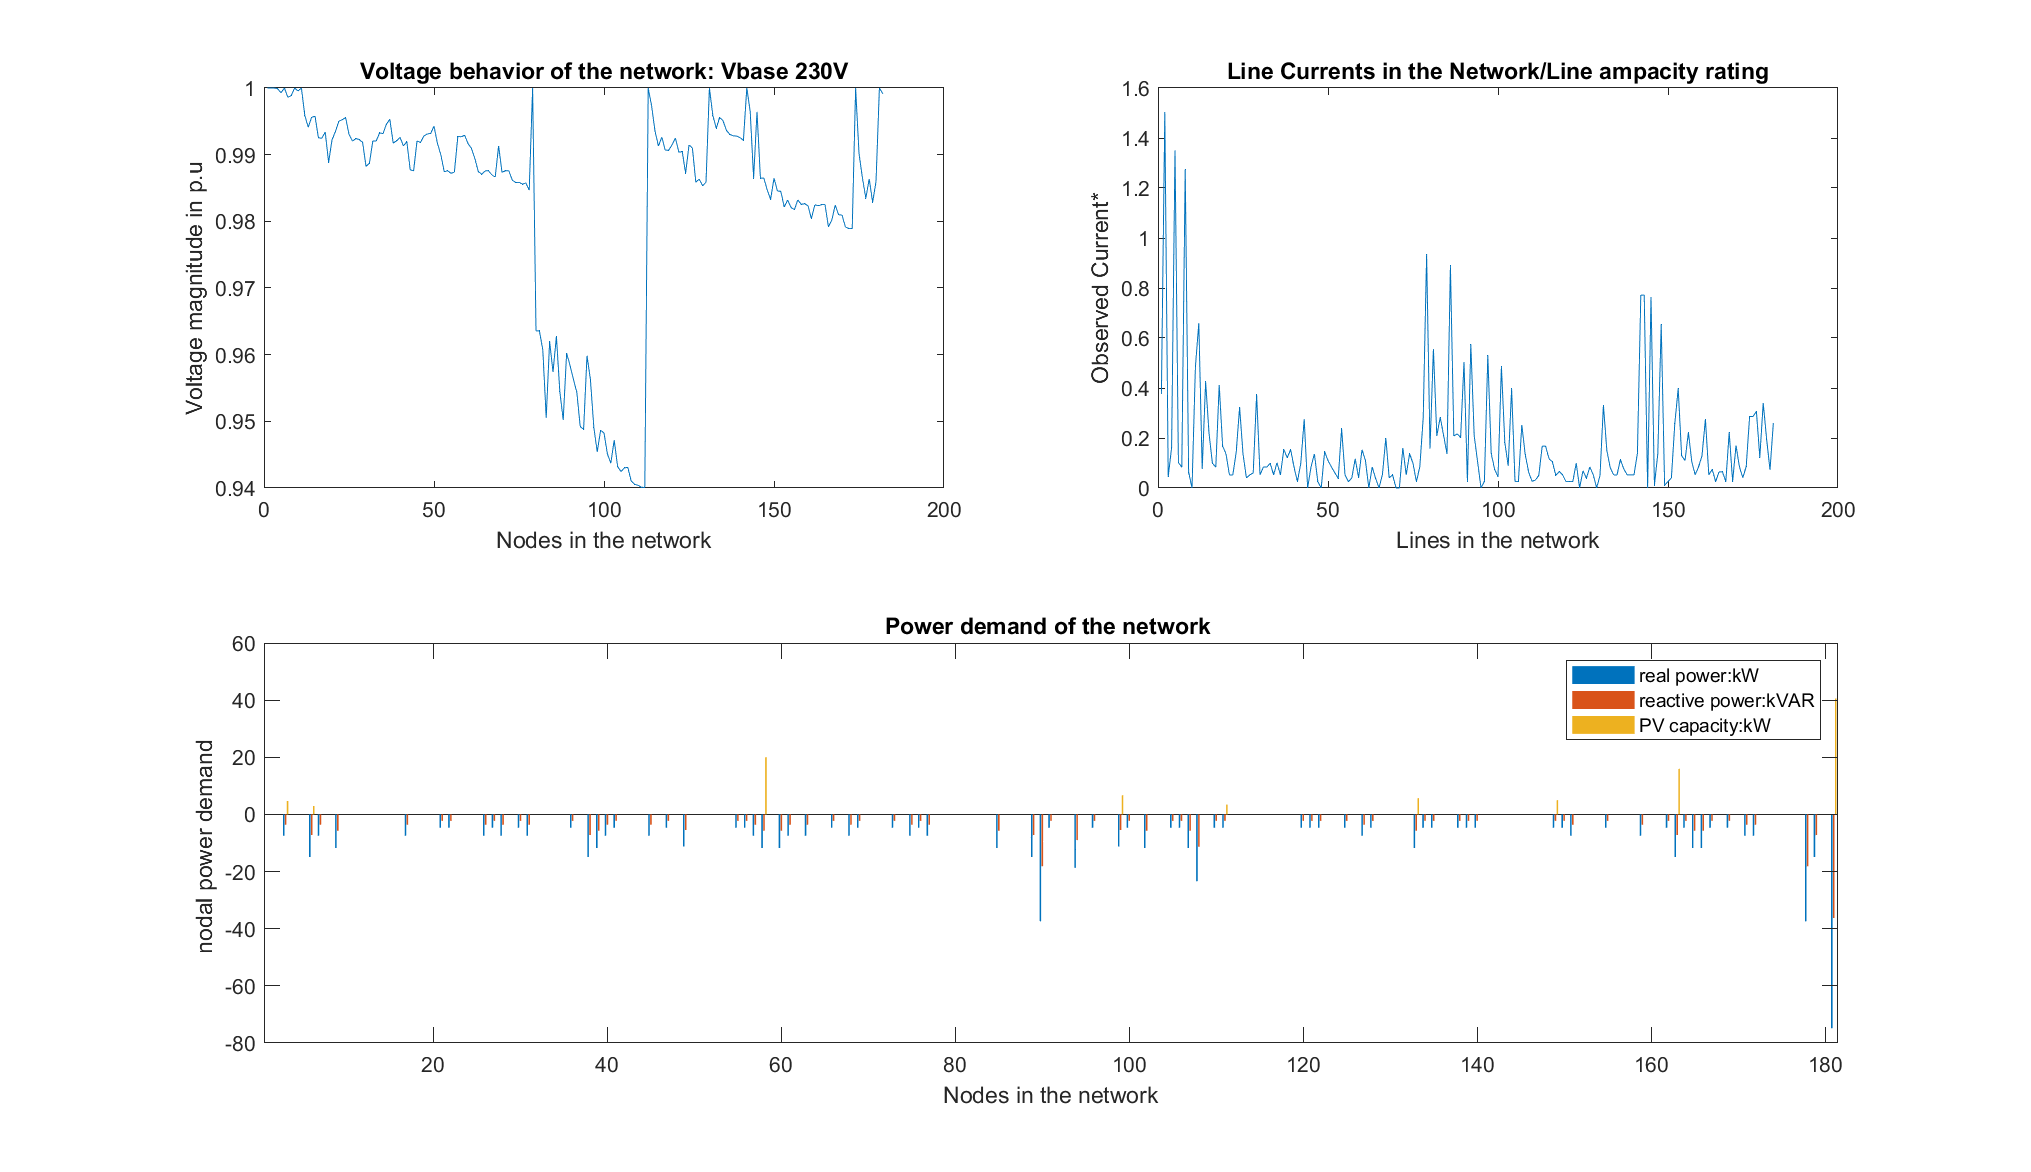 Voltage behavior of the network: Vbase 230V
1
0.99
0.98
0.97
0.96
0.95
0.94
0 50 100 150 200
Voltage magnitude in p.u
Nodes in the network
Line Currents in the Network/Line ampacity rating
1.6
1.4
1.2
1
0.8
0.6
0.4
0.2
0
0 50 100 150 200
Observed Current*
Lines in the network
Power demand of the network
60
40
20
0
-20
-40
-60
-80
20 40 60 80 100 120 140 160 180
nodal power demand
Nodes in the network
real power:kW
reactive power:kVAR
PV capacity:kW